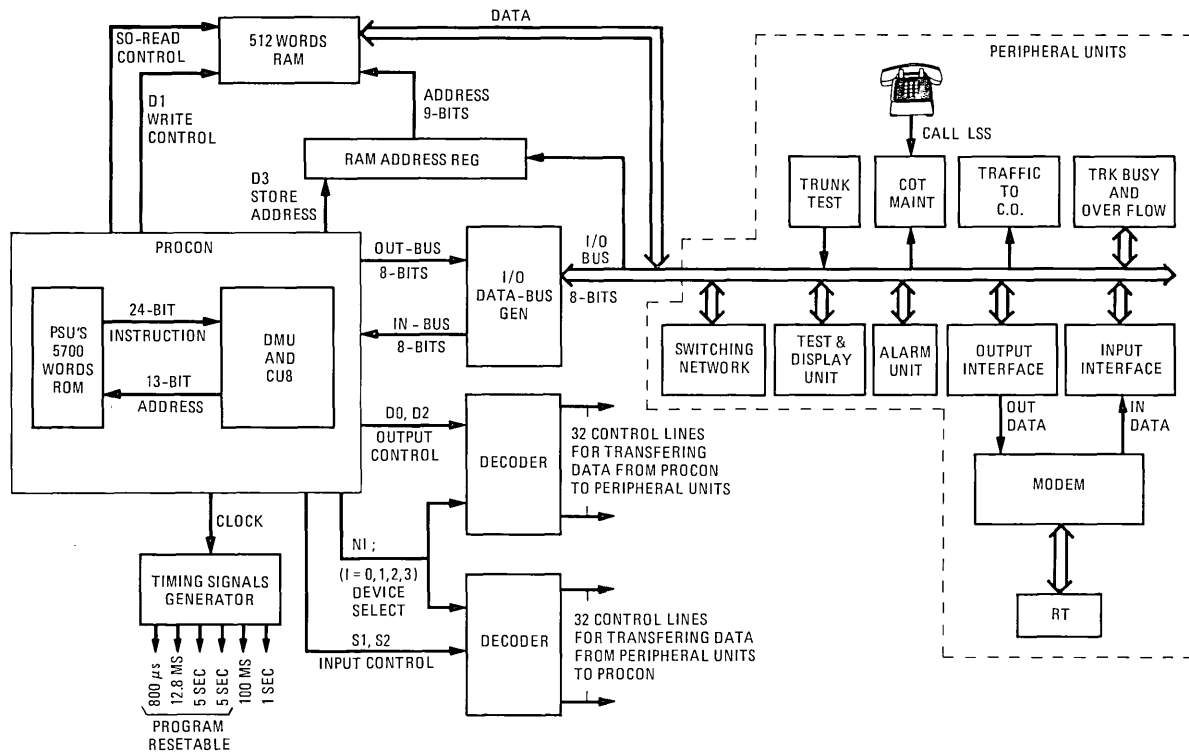 SO-READ
CONTROL
512 WORDS
RAM
DATA
D1
WRITE
CONTROL
ADDRESS
9-BITS
RAM ADDRESS REG
D3
STORE
ADDRESS
PROCON
PSU'S
5700
WORDS
ROM
24-BIT
INSTRUCTION
13-BIT
ADDRESS
DMU
AND
CU8
OUT-BUS
8-BITS
IN-BUS
8-BITS
I/O
DATA-BUS
GEN
I/O
BUS
8-BITS
PERIPHERAL UNITS
CALL LSS
TRUNK
TEST
COT
MAINT
TRAFFIC
TO
C.O.
TRK BUSY
AND
OVER FLOW
SWITCHING
NETWORK
TEST &
DISPLAY
UNIT
ALARM
UNIT
OUTPUT
INTERFACE
INPUT
INTERFACE
OUT
DATA
IN
DATA
MODEM
RT
D0, D2
OUTPUT
CONTROL
DECODER
32 CONTROL LINES
FOR TRANSFERING
DATA FROM PROCON
TO PERIPHERAL UNITS
CLOCK
TIMING SIGNALS
GENERATOR
NI ;
(I = 0,1,2,3)
DEVICE
SELECT
S1, S2
INPUT CONTROL
DECODER
32 CONTROL LINES
FOR TRANSFERING DATA
FROM PERIPHERAL UNITS
TO PROCON
800 μs
12.8 MS
5 SEC
5 SEC
100 MS
1 SEC
PROGRAM
RESETABLE